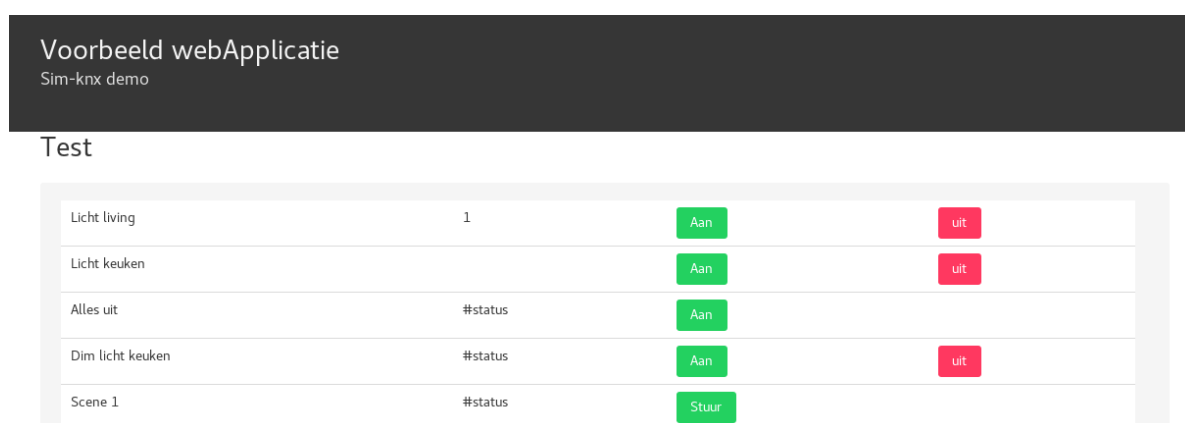 Voorbeeld webApplicatie
Sim-knx demo
Test
Licht living 1 Aan uit
Licht keuken Aan uit
Alles uit #status Aan
Dim licht keuken #status Aan uit
Scene 1 #status Stuur